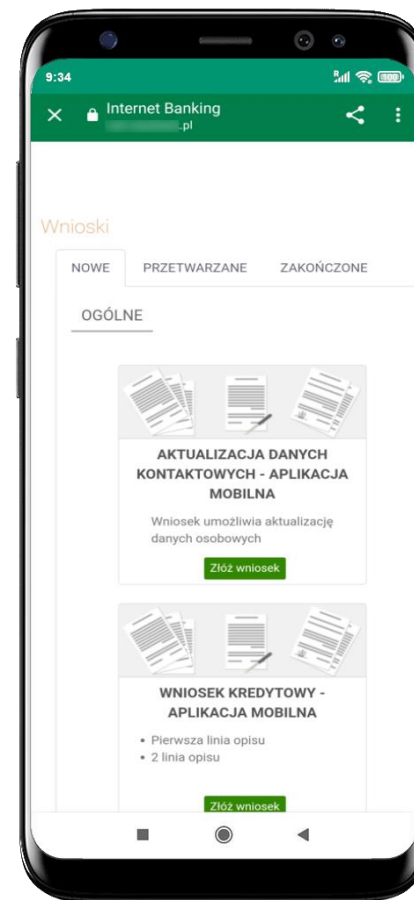 9:34
100
Internet Banking
.pl
Wnioski
NOWE PRZETWARZANE ZAKOŃCZONE
OGÓLNE
AKTUALIZACJA DANYCH
KONTAKTOWYCH - APLIKACJA
MOBILNA
Wniosek umożliwia aktualizację
danych osobowych
Złóż wniosek
WNIOSEK KREDYTOWY -
APLIKACJA MOBILNA
• Pierwsza linia opisu
• 2 linia opisu
Złóż wniosek